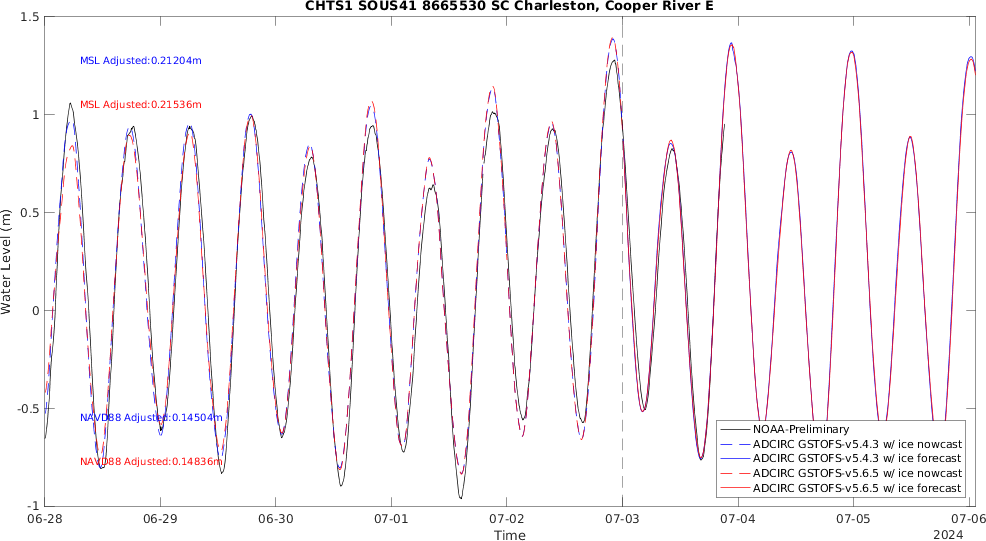 CHTS1 SOUS41 8665530 SC Charleston, Cooper River E
1.5
1
0.5
0
-0.5
-1
Water Level (m)
MSL Adjusted:0.21204m
MSL Adjusted:0.21536m
NAVD88 Adjusted:0.14504m
NAVD88 Adjusted:0.14836m
NOAA-Preliminary
ADCIRC GSTOFS-v5.4.3 w/ ice nowcast
ADCIRC GSTOFS-v5.4.3 w/ ice forecast
ADCIRC GSTOFS-v5.6.5 w/ ice nowcast
ADCIRC GSTOFS-v5.6.5 w/ ice forecast
06-28 06-29 06-30 07-01 07-02 07-03 07-04 07-05 07-06
Time
2024